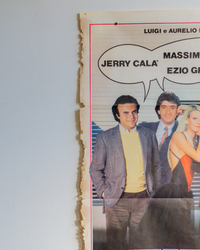 LUIGI e AURELIO
JERRY CALA'
MASSIM
EZIO G